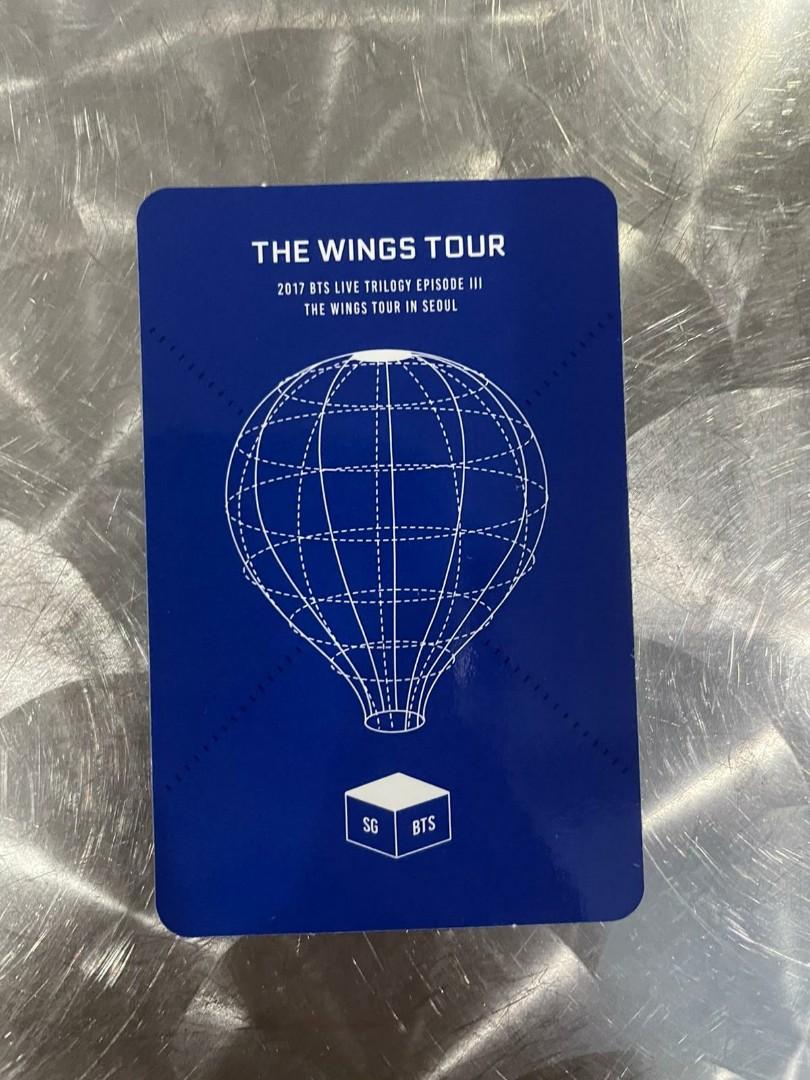 THE WINGS TOUR
2017 BTS LIVE TRILOGY EPISODE III
THE WINGS TOUR IN SEOUL
SG BTS